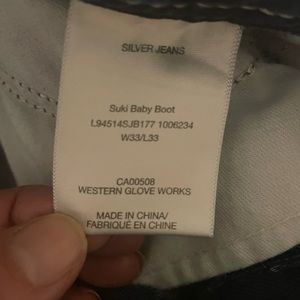 SILVER JEANS
Suki Baby Boot
L94514SJB177 1006234
W33/L33
CA00508
WESTERN GLOVE WORKS
MADE IN CHINA/
FABRIQUÉ EN CHINE